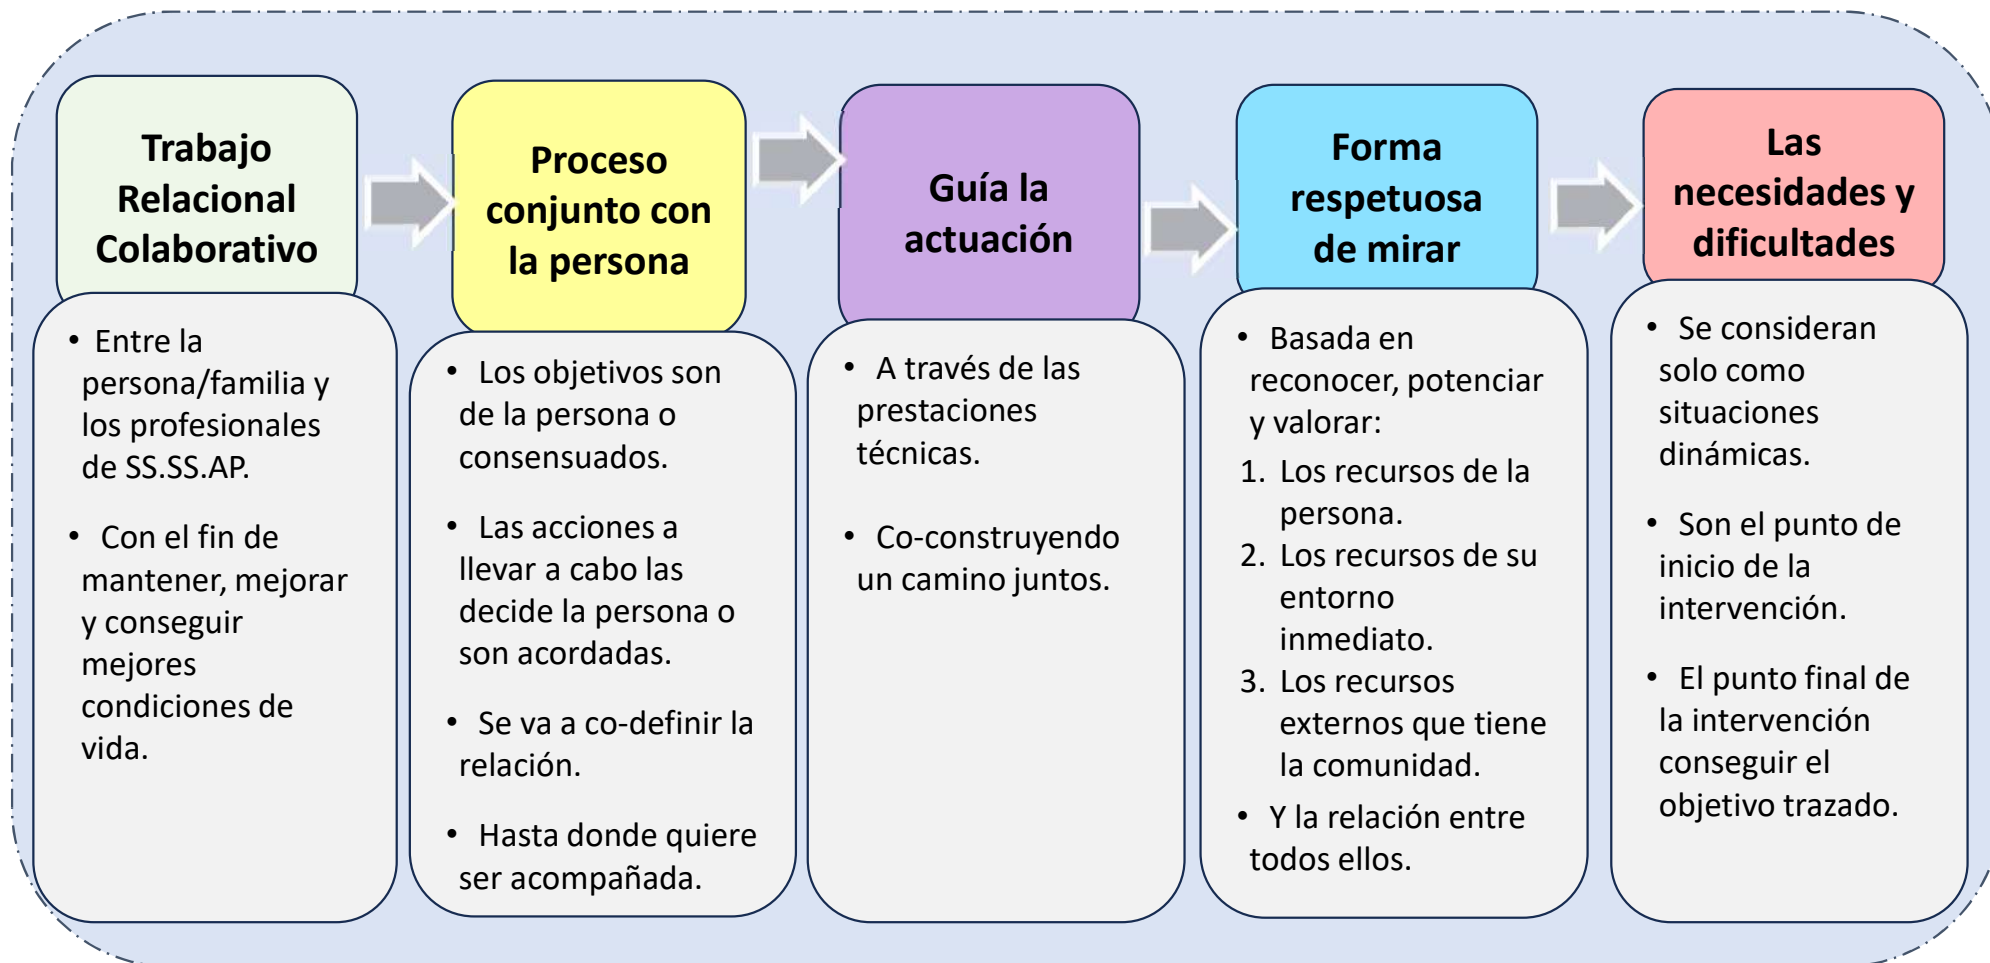 Trabajo
Relacional
Colaborativo
• Entre la
persona/familia y
los profesionales
de SS.SS.AP.
• Con el fin de
mantener, mejorar
y conseguir
mejores
condiciones de
vida.
Proceso
conjunto con
la persona
• Los objetivos son
de la persona o
consensuados.
• Las acciones a
llevar a cabo las
decide la persona o
son acordadas.
• Se va a co-definir la
relación.
• Hasta donde quiere
ser acompañada.
Guía la
actuación
• A través de las
prestaciones
técnicas.
• Co-construyendo
un camino juntos.
Forma
respetuosa
de mirar
• Basada en
reconocer, potenciar
y valorar:
1. Los recursos de la
persona.
2. Los recursos de su
entorno
inmediato.
3. Los recursos
externos que tiene
la comunidad.
• Y la relación entre
todos ellos.
Las
necesidades y
dificultades
• Se consideran
solo como
situaciones
dinámicas.
• Son el punto de
inicio de la
intervención.
• El punto final de
la intervención
conseguir el
objetivo trazado.